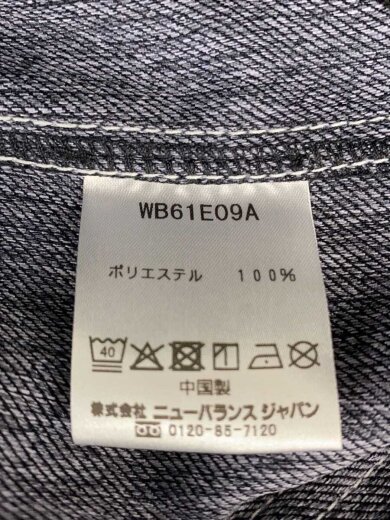 WB61E09A
ポリエステル 100%
40
中国製
株式会社 ニューバランス ジャパン
0120-85-7120